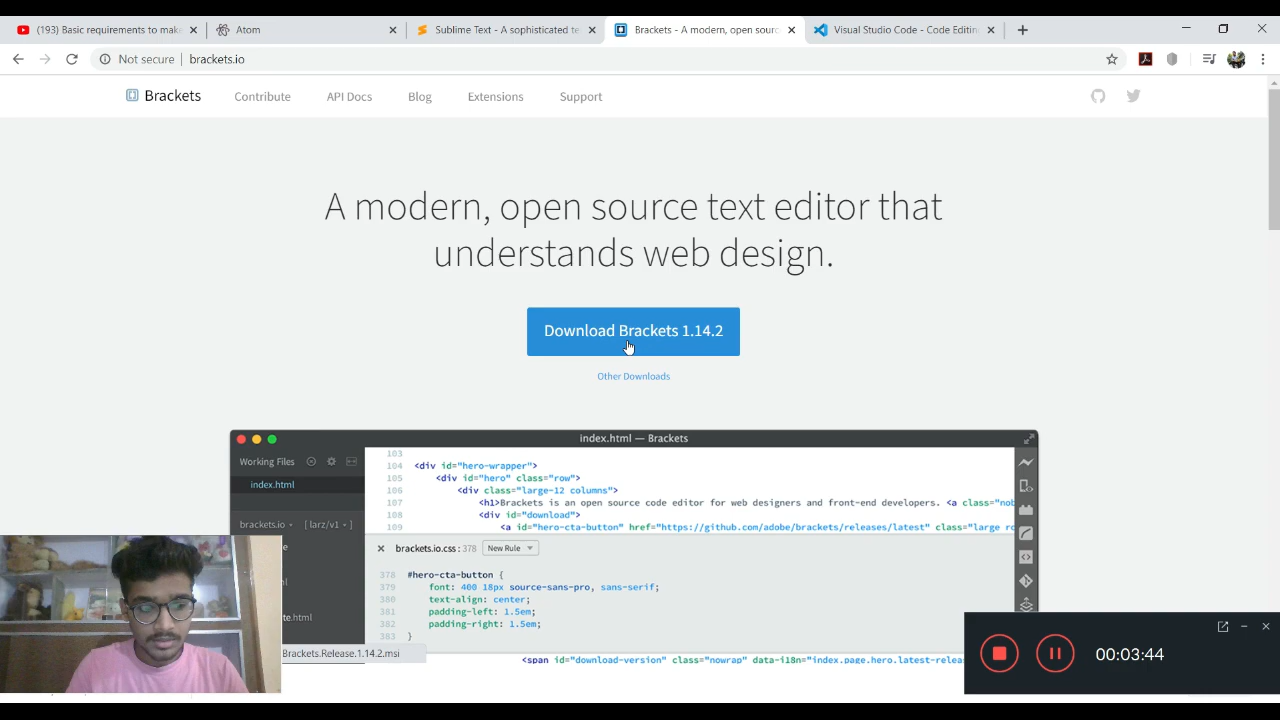 (193) Basic requirements to make
Atom
Sublime Text - A sophisticated te
Brackets - A modern, open sourc
Visual Studio Code - Code Editin
Not secure | brackets.io
Brackets
Contribute
API Docs
Blog
Extensions
Support
A modern, open source text editor that
understands web design.
Download Brackets 1.14.2
Other Downloads
index.html — Brackets
Working Files
index.html
brackets.io
[ larz/v1 ]
103
104 <div id="hero-wrapper">
105 <div id="hero" class="row">
106 <div class="large-12 columns">
107 <h1>Brackets is an open source code editor for web designers and front-end developers. <a class="nob
108 <div id="download">
109 <a id="hero-cta-button" href="https://github.com/adobe/brackets/releases/latest" class="large ro
brackets.io.css : 378 New Rule
378 #hero-cta-button {
379 font: 400 18px source-sans-pro, sans-serif;
380 text-align: center;
381 padding-left: 1.5em;
382 padding-right: 1.5em;
383 }
te.html
Brackets.Release.1.14.2.msi
<span id="download-version" class="nowrap" data-i18n="index.page.hero.latest-relea
00:03:44